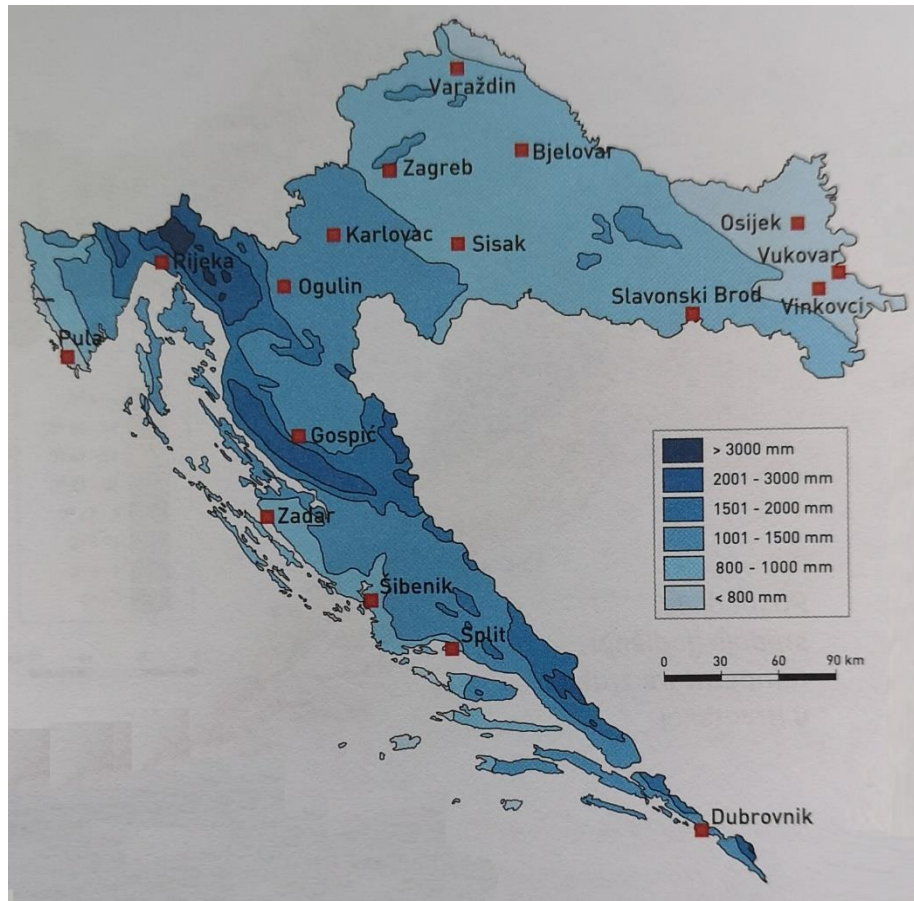 Varaždin
Bjelovar
Zagreb
Osijek
Karlovac
Sisak
Vukovar
Rijeka
Ogulin
Slavonski Brod
Vinkovci
Pula
Gospić
> 3000 mm
2001 - 3000 mm
1501 - 2000 mm
1001 - 1500 mm
800 - 1000 mm
< 800 mm
Zadar
Šibenik
Split
0 30 60 90 km
Dubrovnik